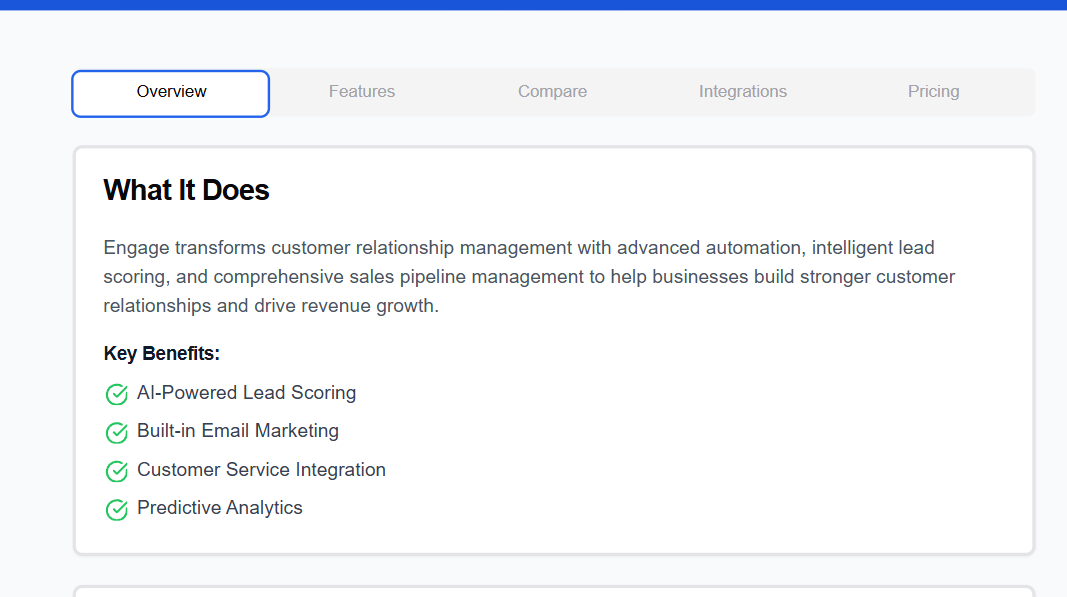 Overview
Features
Compare
Integrations
Pricing
What It Does
Engage transforms customer relationship management with advanced automation, intelligent lead
scoring, and comprehensive sales pipeline management to help businesses build stronger customer
relationships and drive revenue growth.
Key Benefits:
AI-Powered Lead Scoring
Built-in Email Marketing
Customer Service Integration
Predictive Analytics